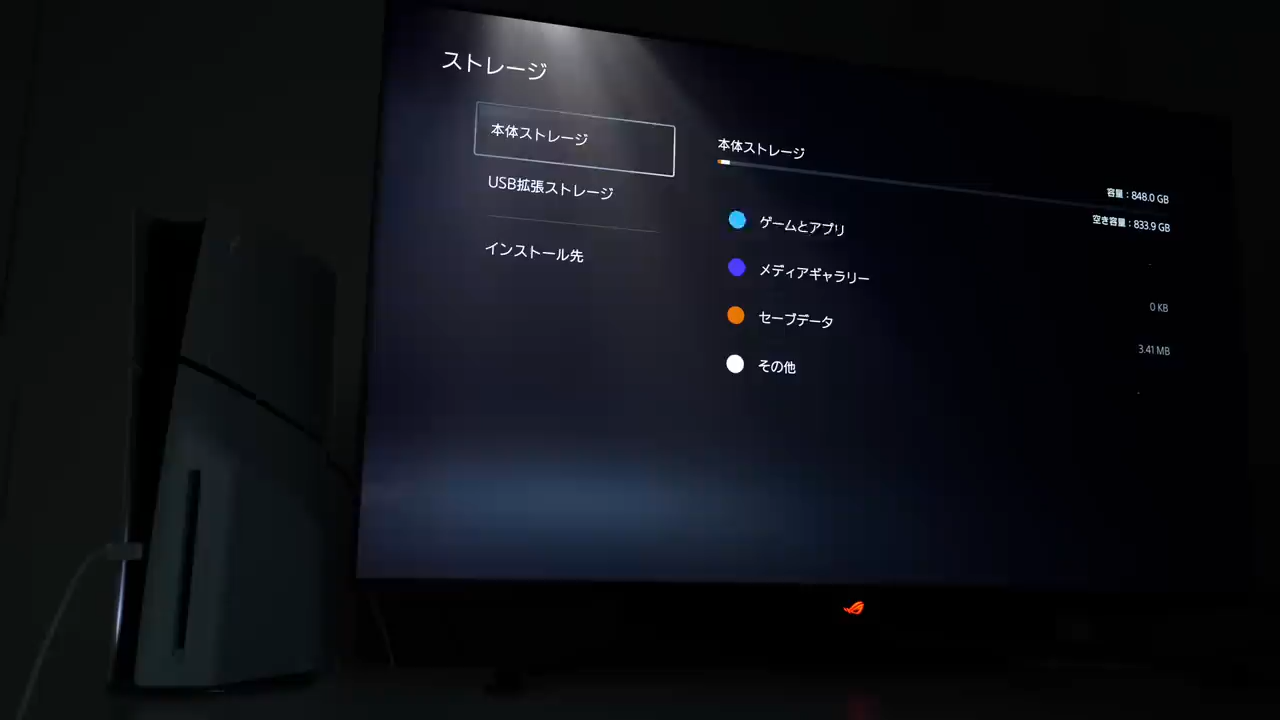 ストレージ
本体ストレージ
USB拡張ストレージ
インストール先
本体ストレージ
容量：848.0 GB
空き容量：833.9 GB
ゲームとアプリ
メディアギャラリー
0 KB
セーブデータ
3.41 MB
その他